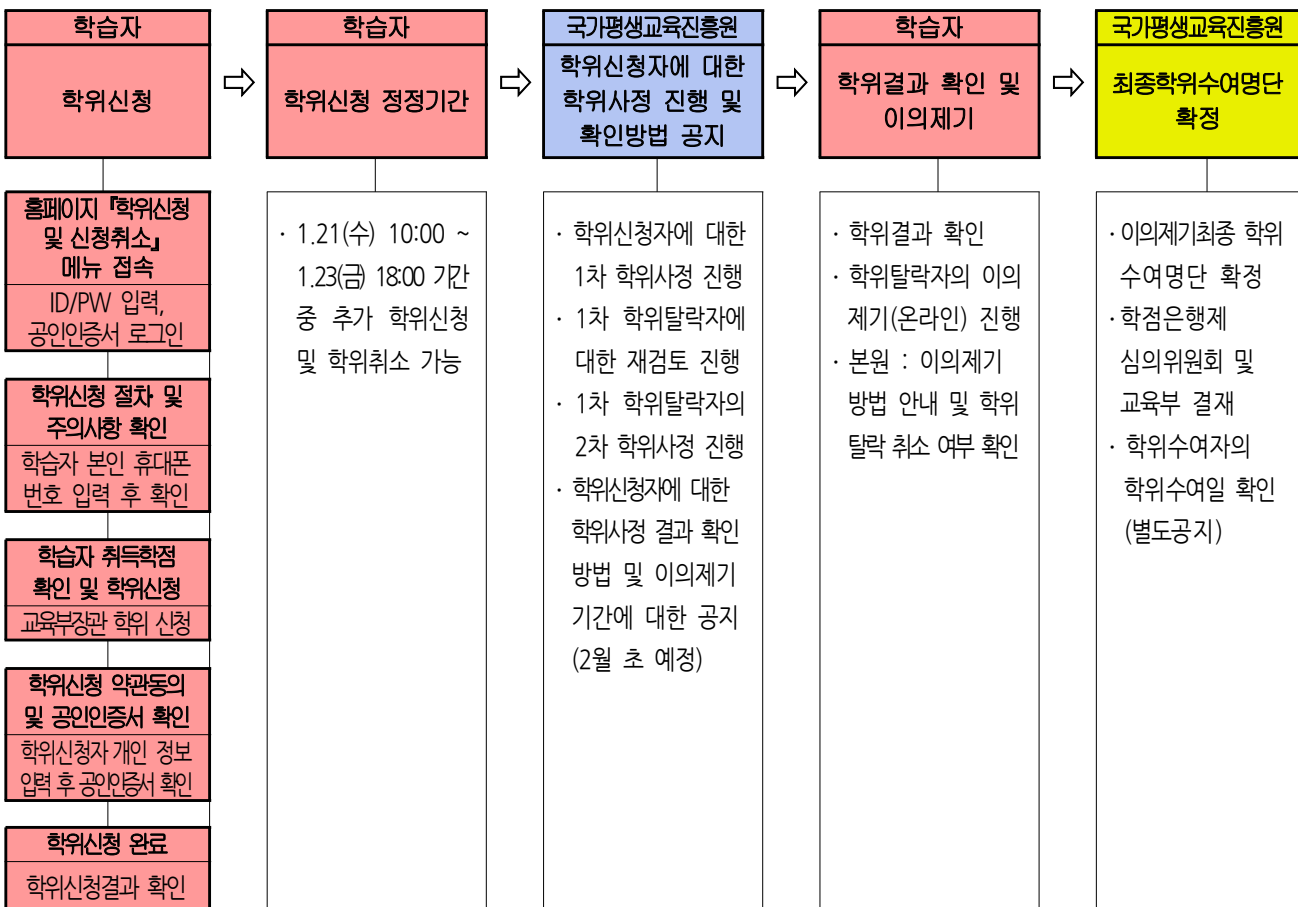 학습자
학위신청
학습자
학위신청 정정기간
국가평생교육진흥원
학위신청자에 대한
학위사정 진행 및
확인방법 공지
학습자
학위결과 확인 및
이의제기
국가평생교육진흥원
최종학위수여명단
확정
홈페이지 『학위신청
및 신청취소』
메뉴 접속
ID/PW 입력,
공인인증서 로그인
학위신청 절차 및
주의사항 확인
학습자 본인 휴대폰
번호 입력 후 확인
학습자 취득학점
확인 및 학위신청
교육부장관 학위 신청
학위신청 약관동의
및 공인인증서 확인
학위신청자 개인 정보
입력 후 공인인증서 확인
학위신청 완료
학위신청결과 확인
· 1.21(수) 10:00 ~
1.23(금) 18:00 기간
중 추가 학위신청
및 학위취소 가능
· 학위신청자에 대한
1차 학위사정 진행
· 1차 학위탈락자에
대한 재검토 진행
· 1차 학위탈락자의
2차 학위사정 진행
· 학위신청자에 대한
학위사정 결과 확인
방법 및 이의제기
기간에 대한 공지
(2월 초 예정)
· 학위결과 확인
· 학위탈락자의 이의
제기(온라인) 진행
· 본원 : 이의제기
방법 안내 및 학위
탈락 취소 여부 확인
· 이의제기최종 학위
수여명단 확정
· 학점은행제
심의위원회 및
교육부 결재
· 학위수여자의
학위수여일 확인
(별도공지)